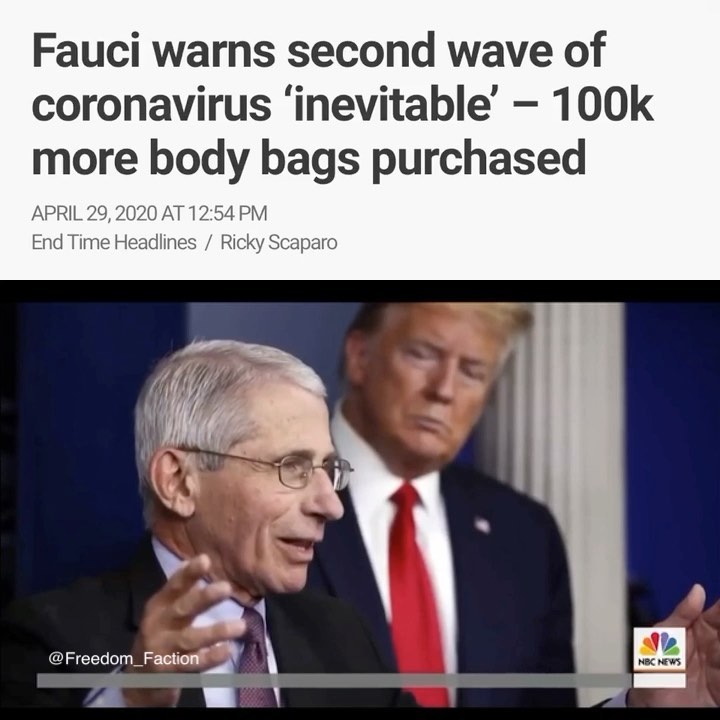 Fauci warns second wave of
coronavirus ‘inevitable’ – 100k
more body bags purchased
APRIL 29, 2020 AT 12:54 PM
End Time Headlines / Ricky Scaparo
@Freedom_Faction
NBC NEWS